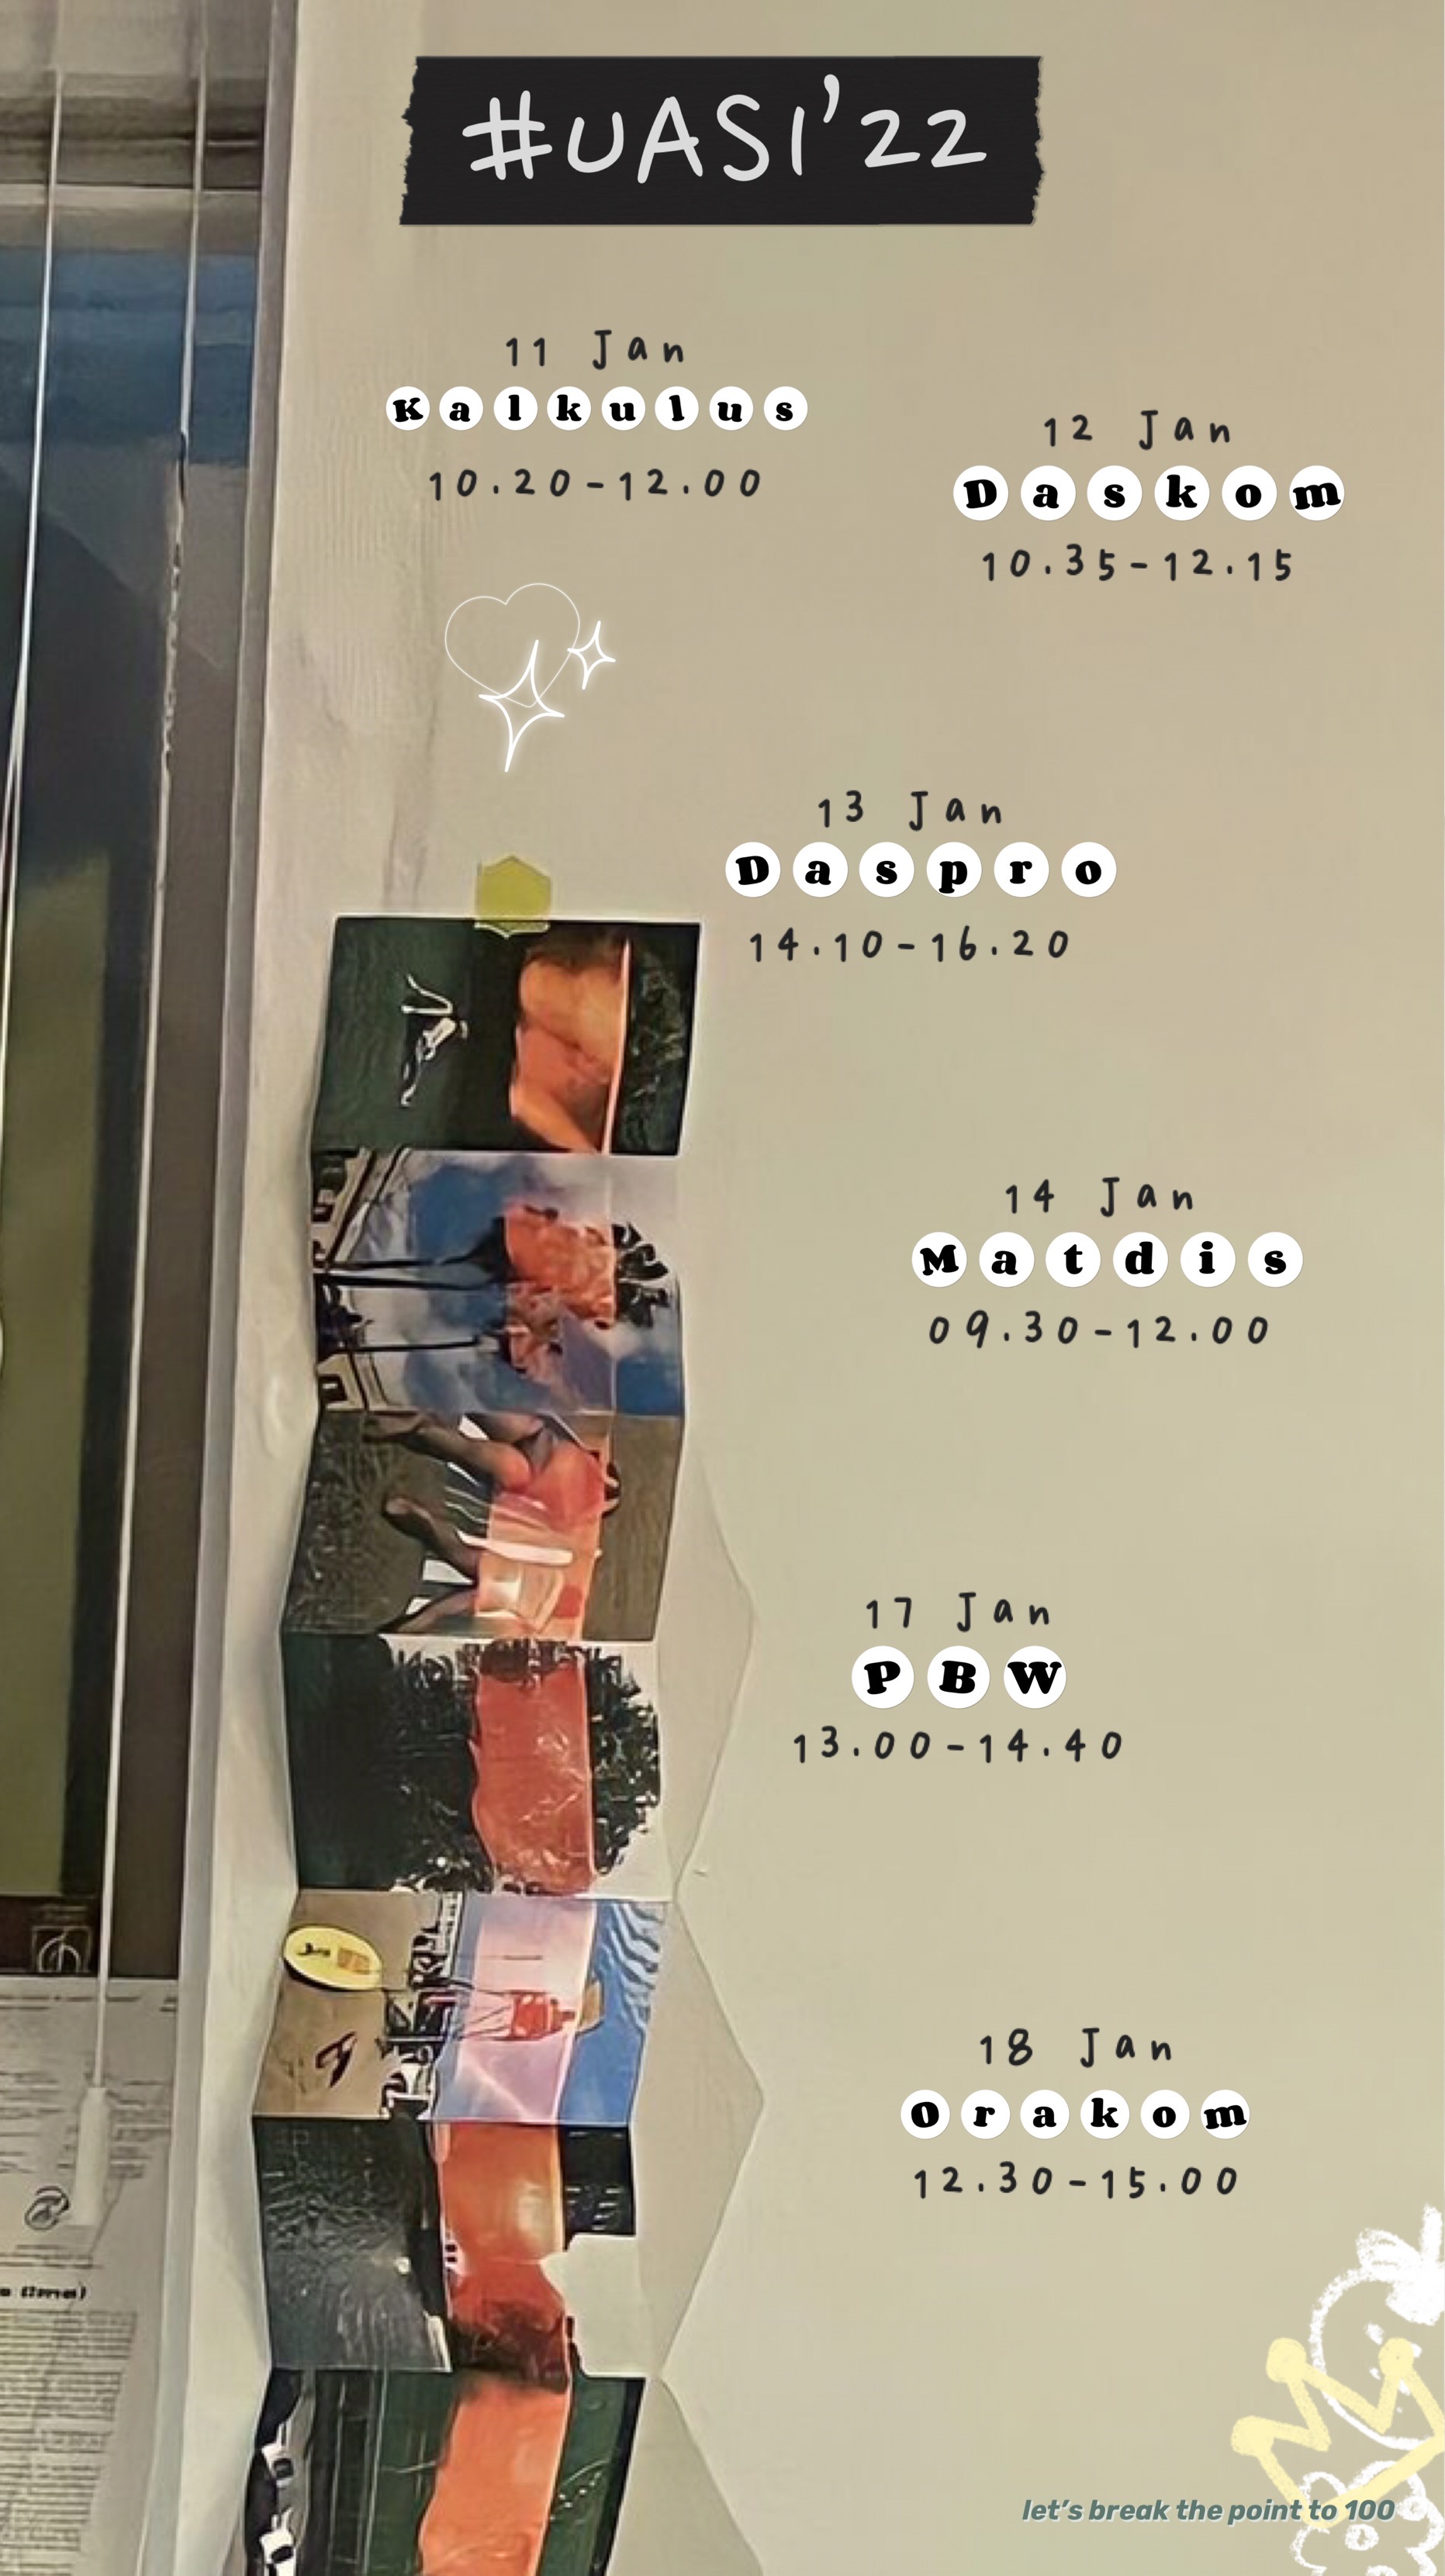 #UAS1'22
11 Jan
Kalkulus
10.20-12.00
12 Jan
Daskom
10.35-12.15
13 Jan
Daspro
14.10-16.20
14 Jan
Matdis
09.30-12.00
17 Jan
PBW
13.00-14.40
18 Jan
Orakom
12.30-15.00
let's break the point to 100